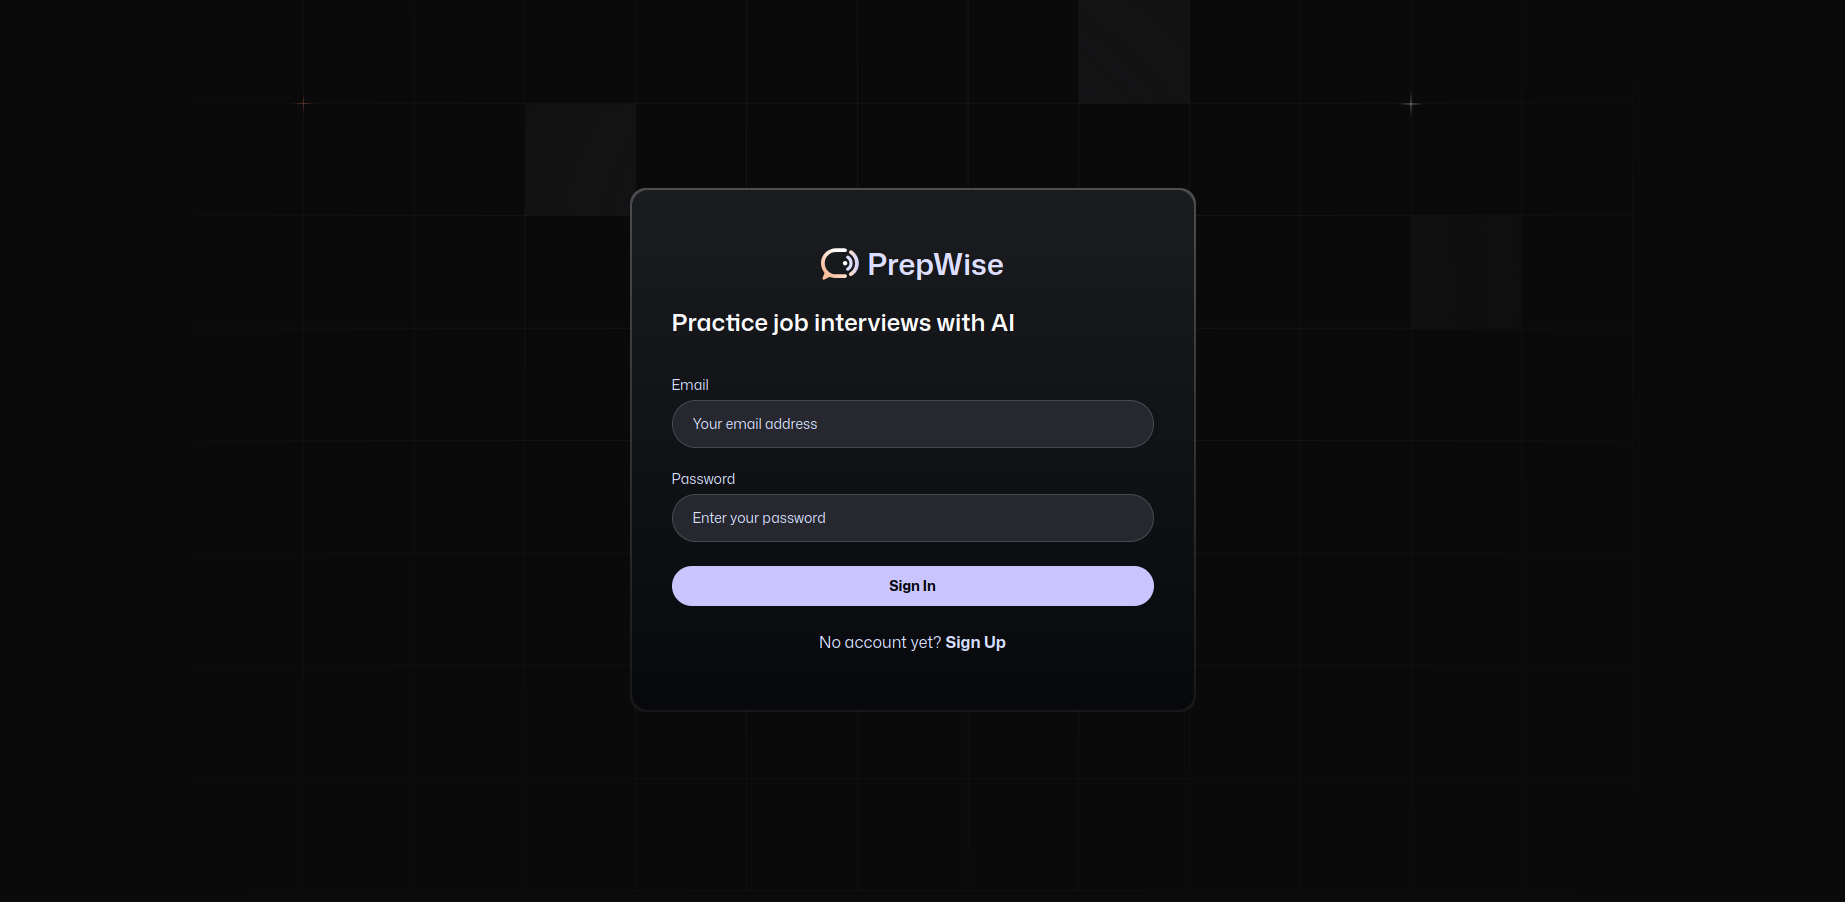 PrepWise
Practice job interviews with AI
Email
Your email address
Password
Enter your password
Sign In
No account yet? Sign Up